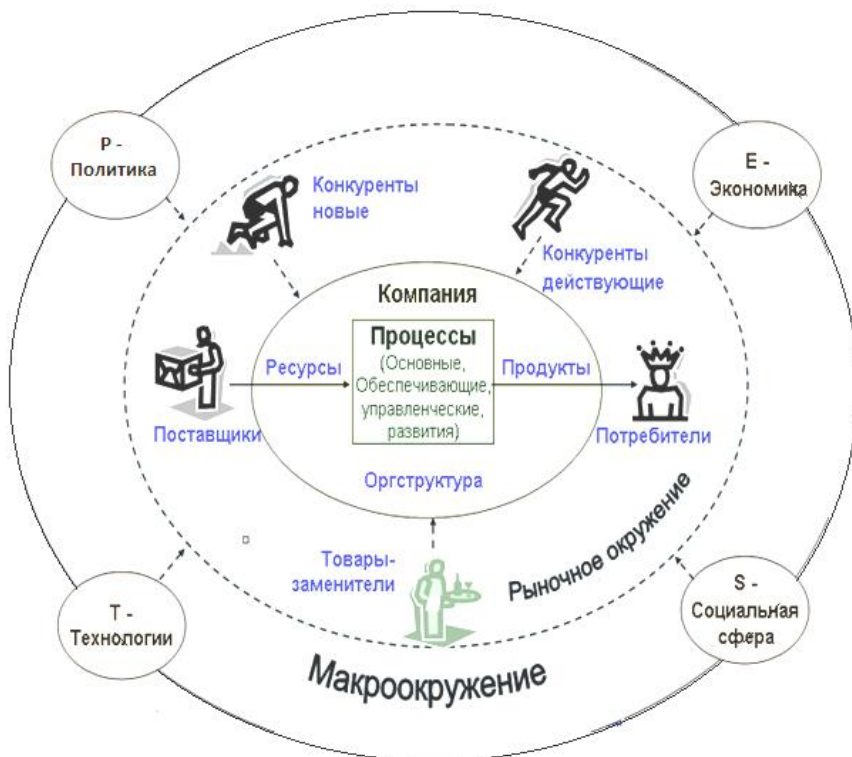 P -
Политика
E -
Экономика
Конкуренты
новые
Конкуренты
действующие
Компания
Процессы
(Основные,
Обеспечивающие,
управленческие,
развития)
Ресурсы
Продукты
Поставщики
Потребители
Оргструктура
Товары-
заменители
Рыночное окружение
T -
Технологии
S -
Социальная
сфера
Макроокружение